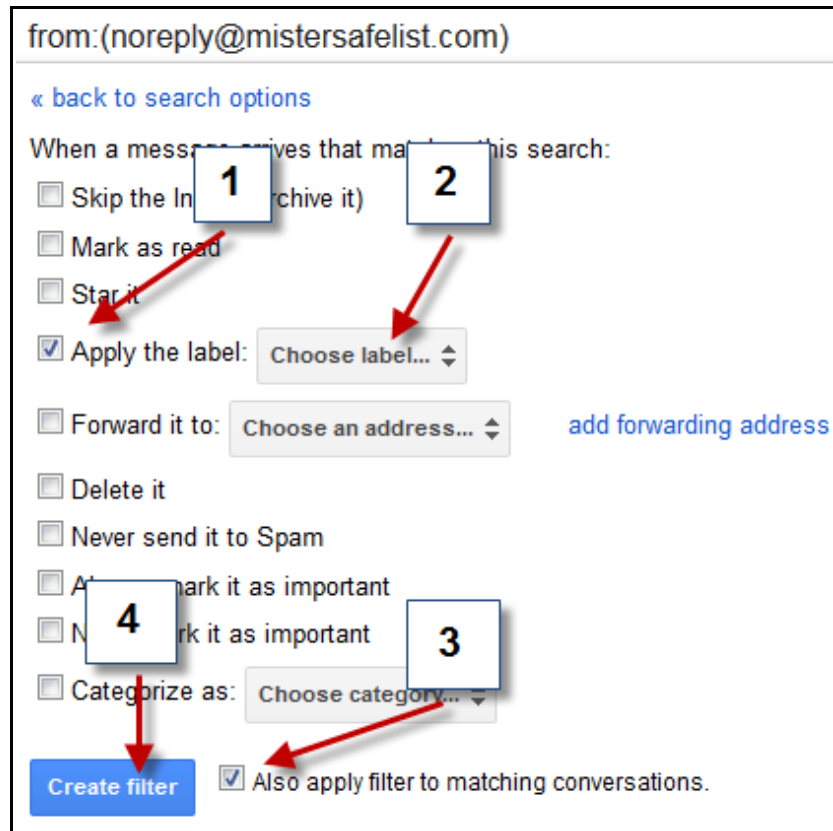 from:(noreply@mistersafelist.com)
« back to search options
When a message arrives that matches this search:
1
2
Skip the In rchive it)
Mark as read
Star it
Apply the label: Choose label...
Forward it to: Choose an address... add forwarding address
Delete it
Never send it to Spam
mark it as important
4
3
N rk it as important
Categorize as: Choose category...
Create filter Also apply filter to matching conversations.